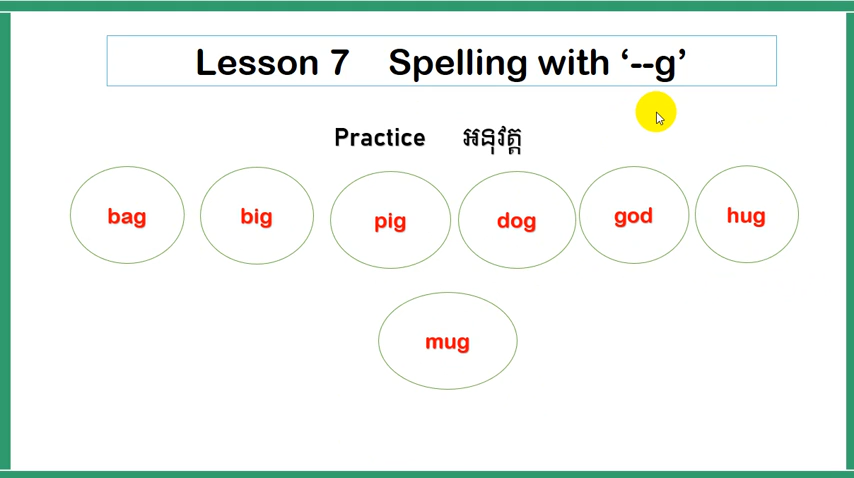 Lesson 7 Spelling with ‘--g’
Practice អនុវត្ត
bag big pig dog god hug
mug